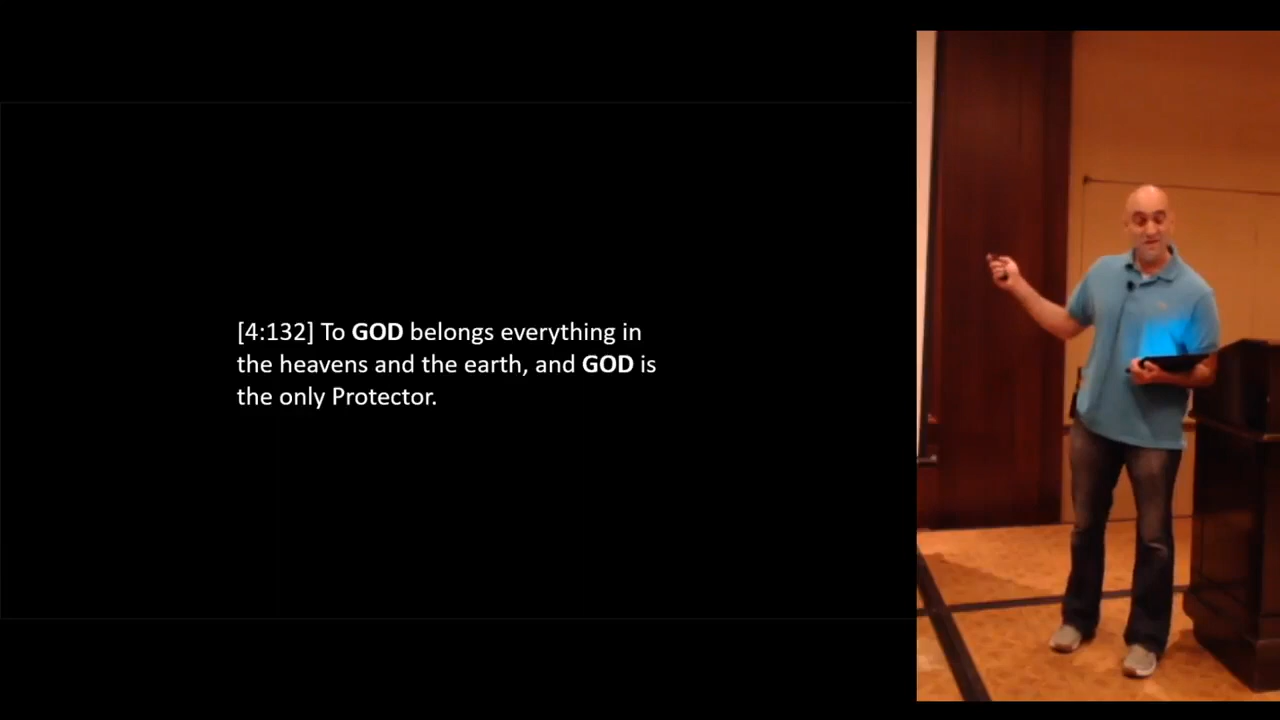 [4:132] To GOD belongs everything in
the heavens and the earth, and GOD is
the only Protector.